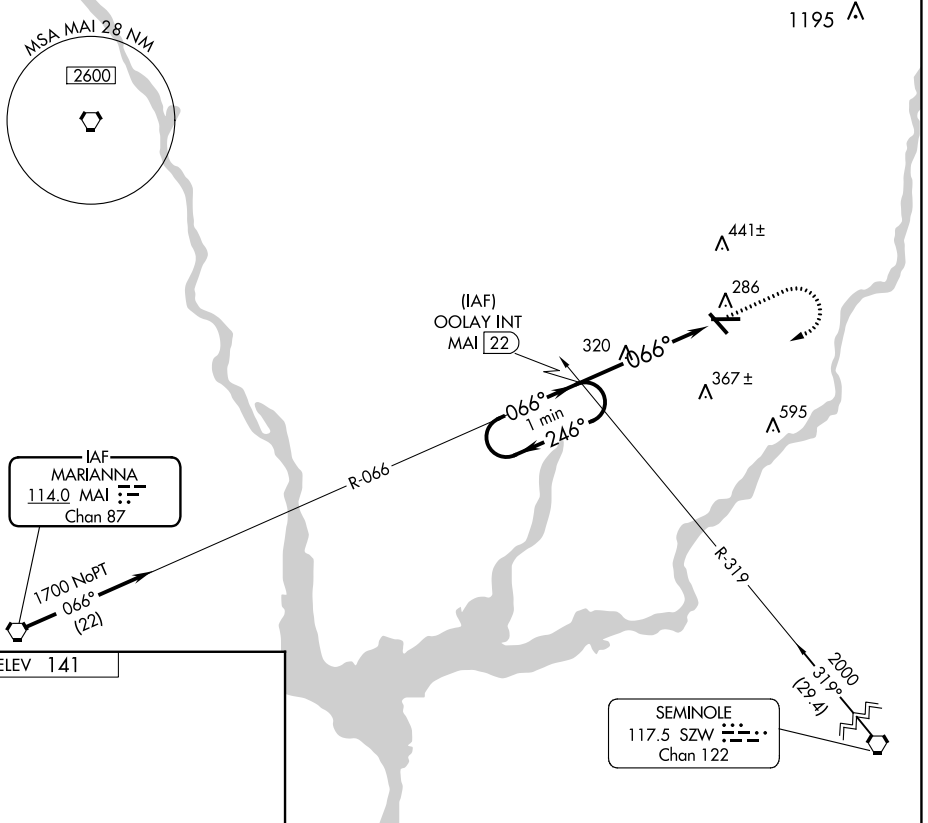 1195
MSA MAI 28 NM
2600
441±
286
(IAF)
OOLAY INT
MAI 22
320
066°
367±
595
066°
1 min
246°
IAF
MARIANNA
114.0 MAI
Chan 87
R-066
1700 NoPT
066°
(22)
R-319
ELEV 141
2000
319°
(29.4)
SEMINOLE
117.5 SZW
Chan 122